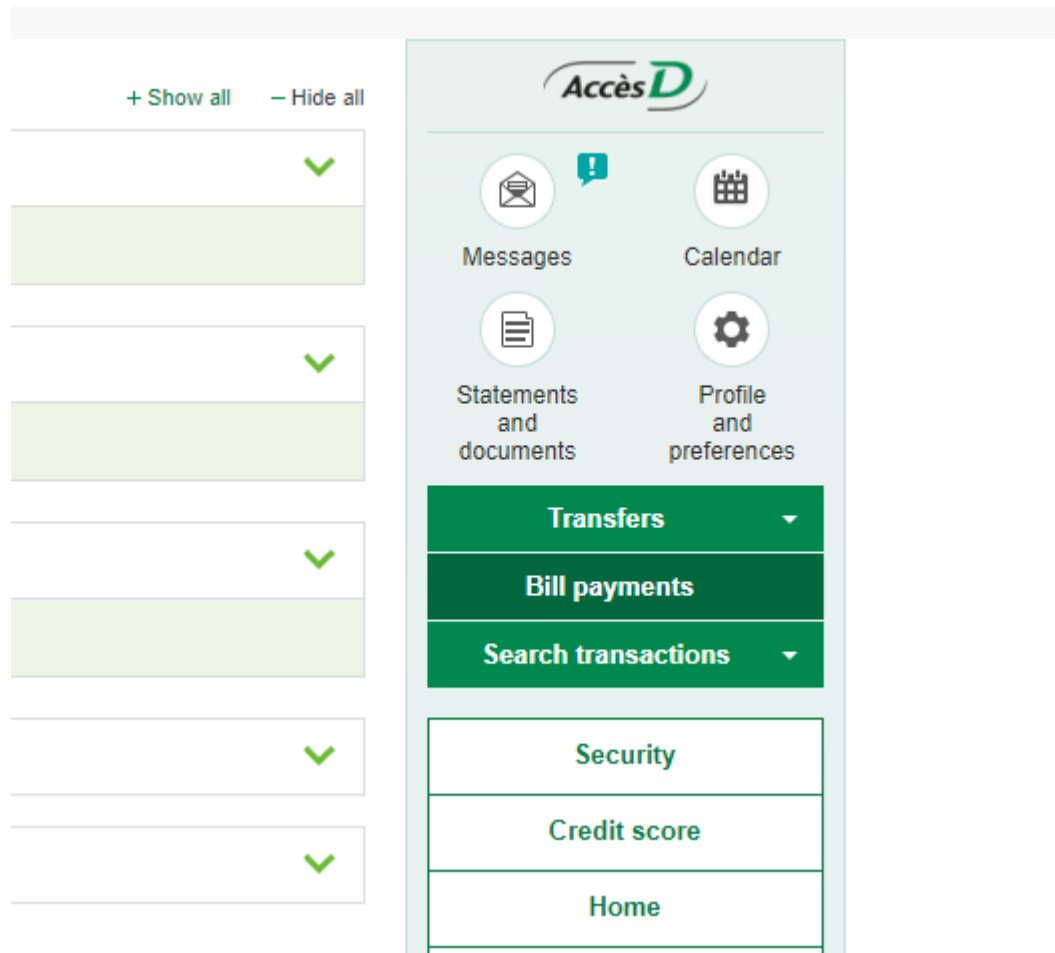 + Show all – Hide all
AccèsD
!
Messages
Calendar
Statements
and
documents
Profile
and
preferences
Transfers
Bill payments
Search transactions
Security
Credit score
Home